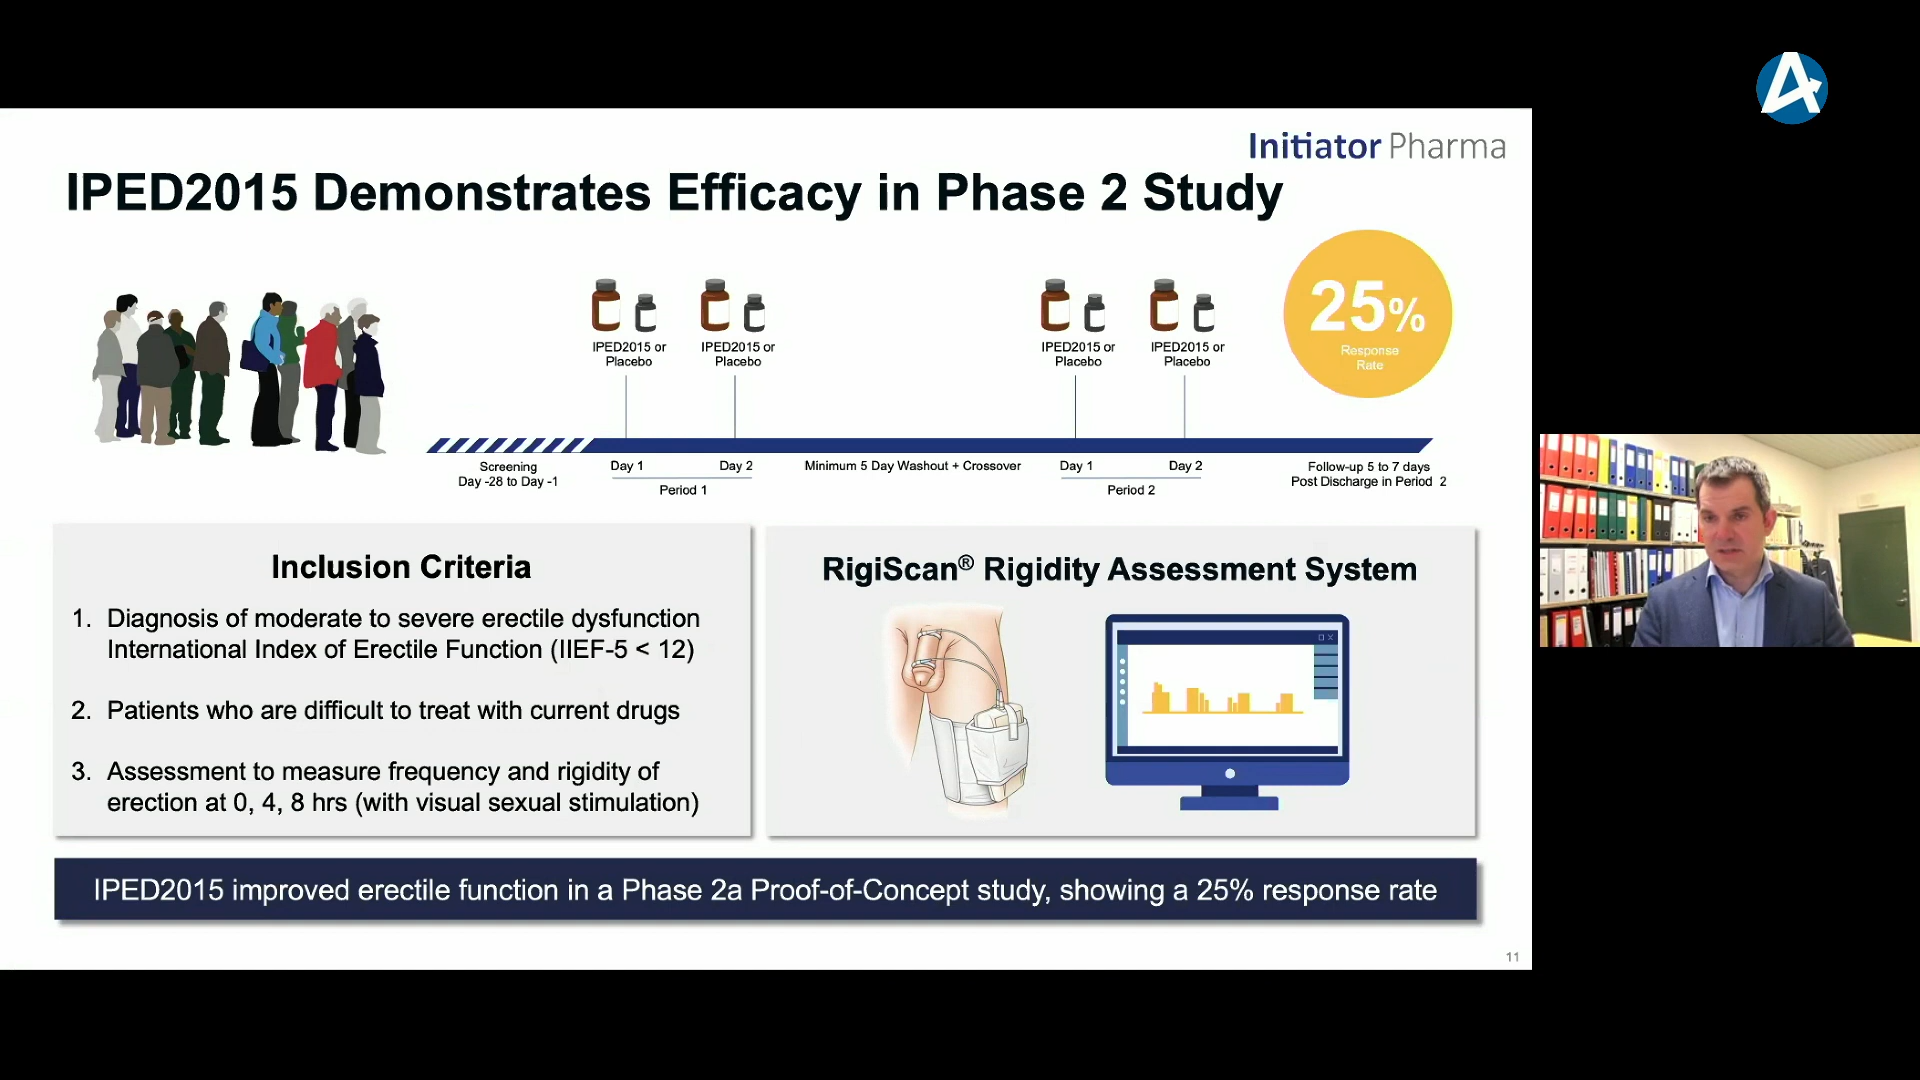 Initiator Pharma
IPED2015 Demonstrates Efficacy in Phase 2 Study
IPED2015 or
Placebo
IPED2015 or
Placebo
IPED2015 or
Placebo
IPED2015 or
Placebo
25%
Response
Rate
Screening
Day -28 to Day -1
Day 1
Day 2
Period 1
Minimum 5 Day Washout + Crossover
Day 1
Day 2
Period 2
Follow-up 5 to 7 days
Post Discharge in Period 2
Inclusion Criteria
1. Diagnosis of moderate to severe erectile dysfunction
International Index of Erectile Function (IIEF-5 < 12)
2. Patients who are difficult to treat with current drugs
3. Assessment to measure frequency and rigidity of
erection at 0, 4, 8 hrs (with visual sexual stimulation)
RigiScan® Rigidity Assessment System
IPED2015 improved erectile function in a Phase 2a Proof-of-Concept study, showing a 25% response rate
11